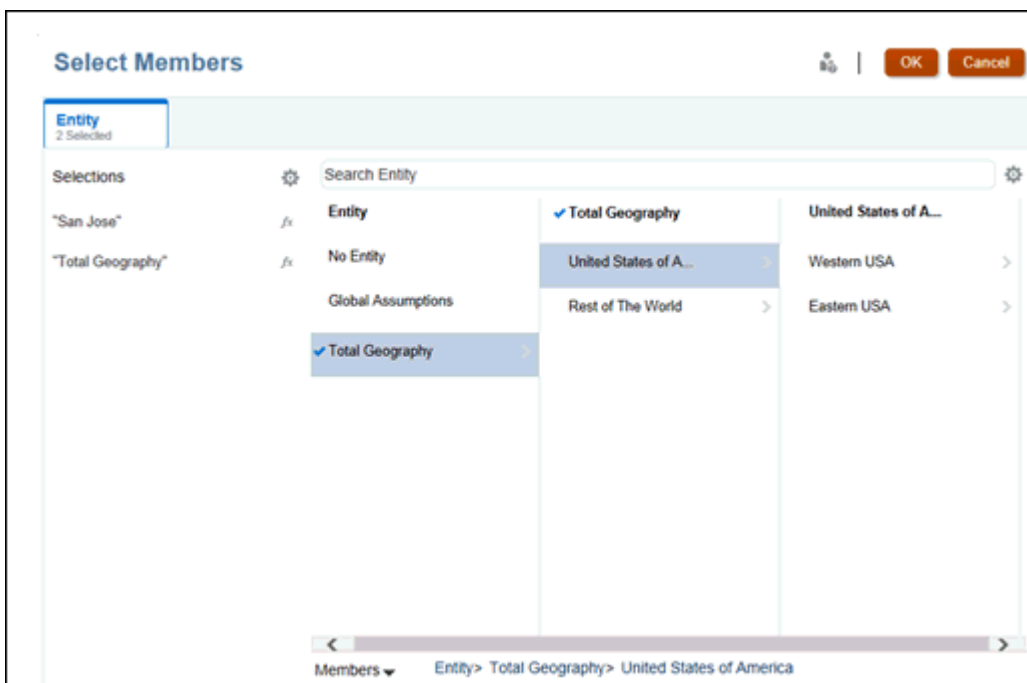 Select Members
OK
Cancel
Entity
2 Selected
Selections
"San Jose"
fx
"Total Geography"
fx
Search Entity
Entity
No Entity
Global Assumptions
Total Geography
Total Geography
United States of A...
Rest of The World
United States of A...
Western USA
Eastern USA
Members
Entity> Total Geography> United States of America